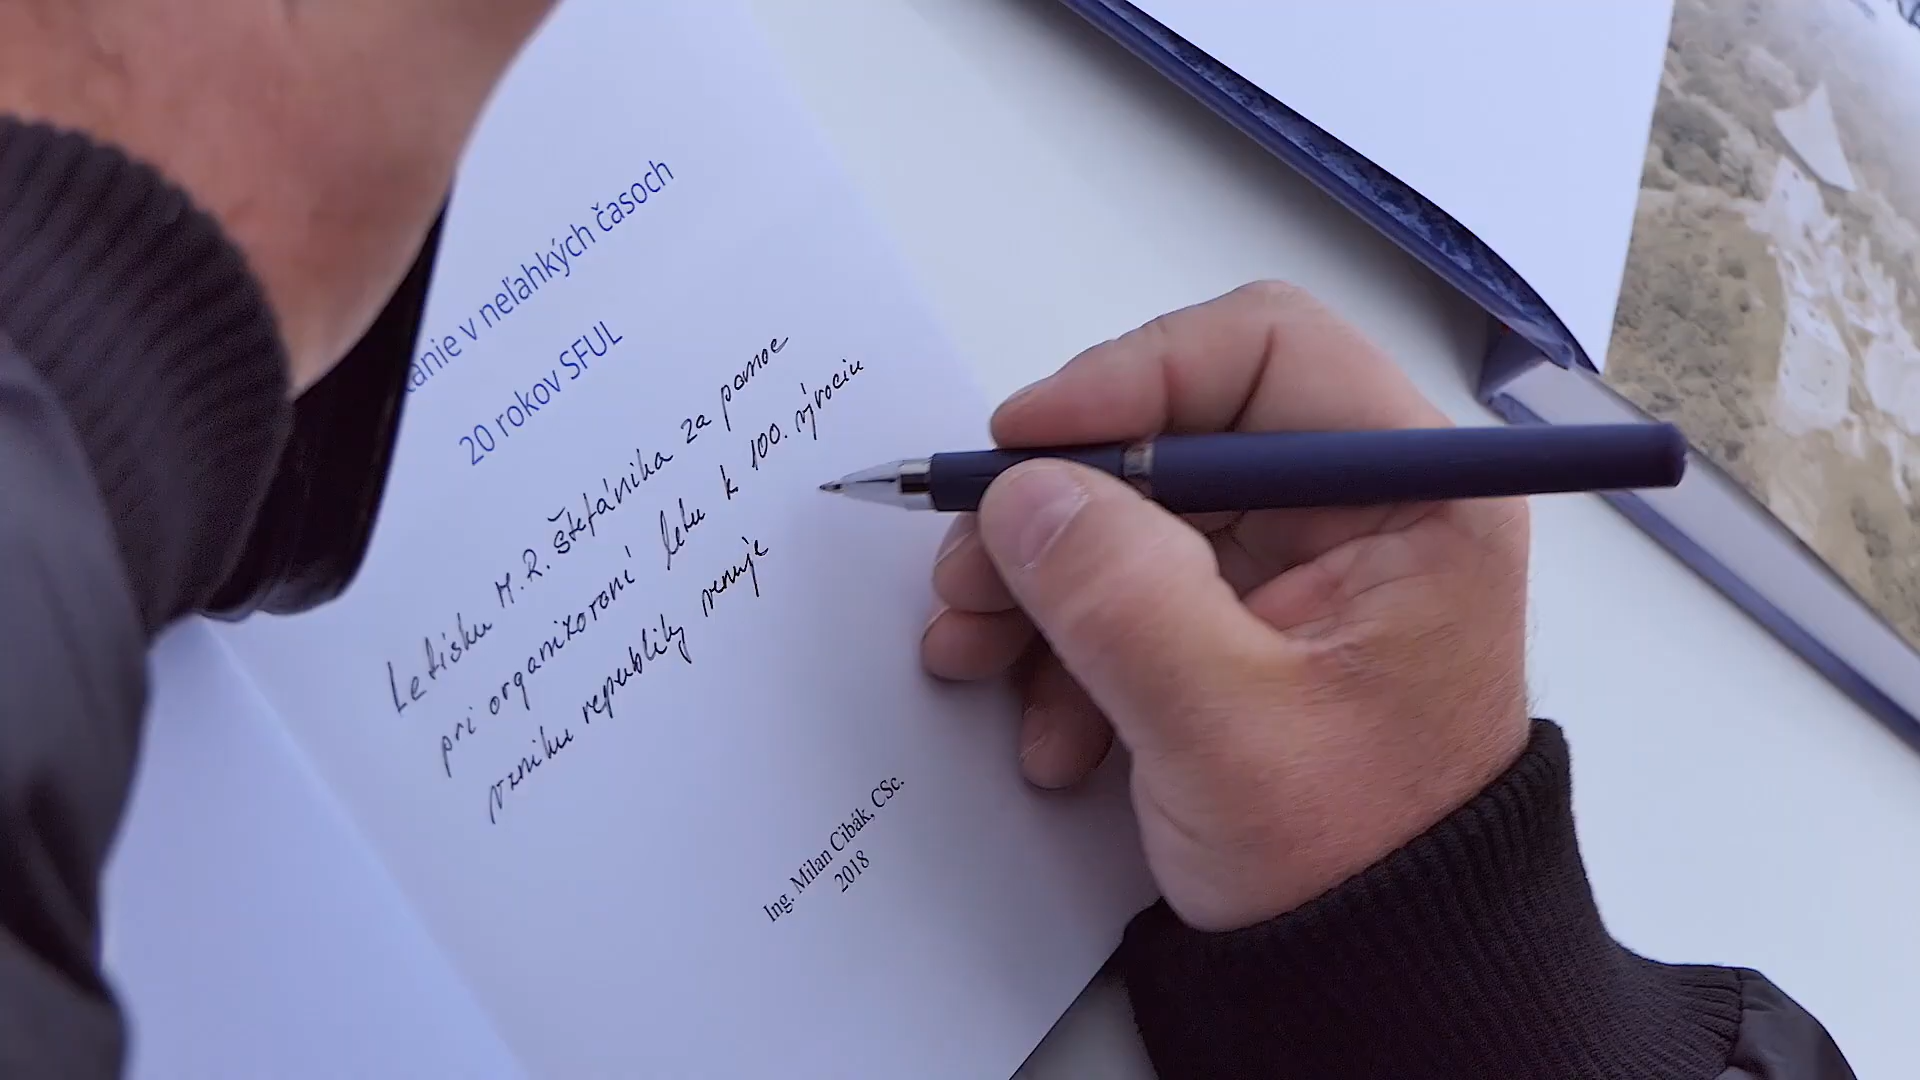 v neľahkých časoch
20 rokov SFUL
Letisku M.R. Štefánika za pomoc
pri organizovaní letu k 100. výročiu
vzniku republiky venuje
Ing. Milan Cibák, CSc.
2018